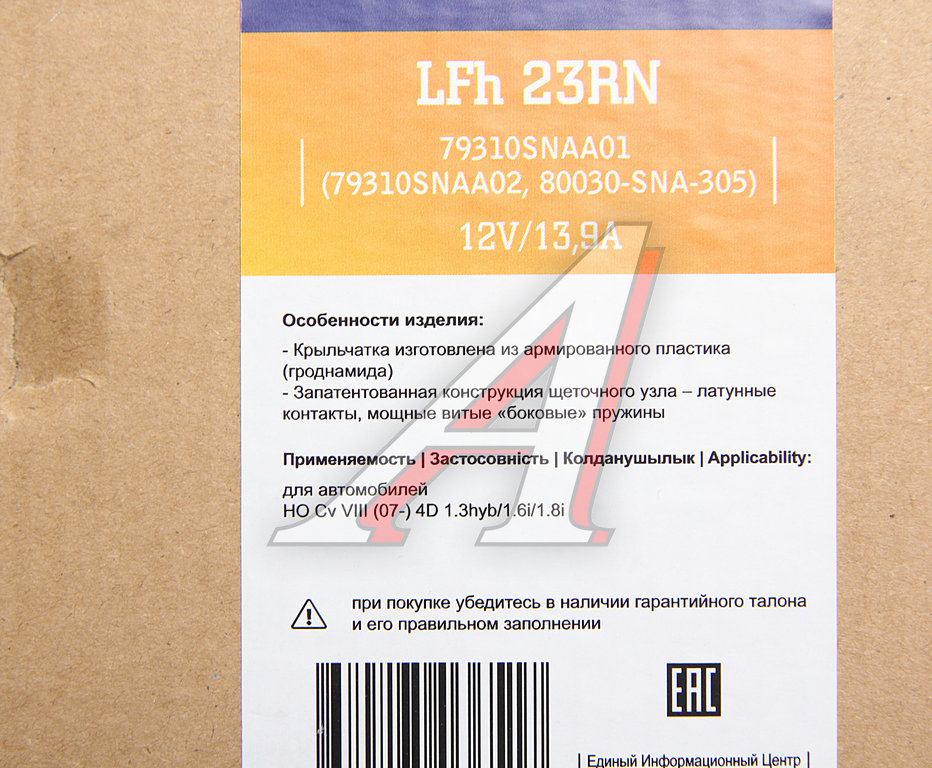 LFh 23RN
79310SNAA01
(79310SNAA02, 80030-SNA-305)
12V/13,9A
Особенности изделия:
- Крыльчатка изготовлена из армированного пластика
(гроднамида)
- Запатентованная конструкция щеточного узла – латунные
контакты, мощные витые «боковые» пружины
Применяемость | Застосовність | Колданушылык | Applicability:
для автомобилей
HO Cv VIII (07-) 4D 1.3hyb/1.6i/1.8i
при покупке убедитесь в наличии гарантийного талона
и его правильном заполнении
EAC
| Единый Информационный Центр |